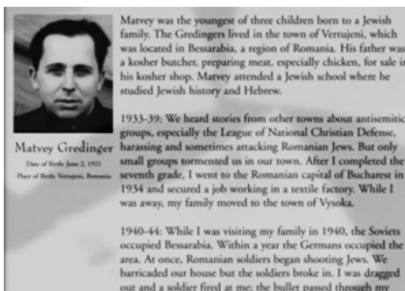 Matvey was the youngest of three children born to a Jewish
family. The Gredingers lived in the town of Vertujeni, which
was located in Bessarabia, a region of Romania. His father was
a kosher butcher, preparing meat, especially chicken, for sale in
his kosher shop. Matvey attended a Jewish school where he
studied Jewish history and Hebrew.
Matvey Gredinger
Date of Birth: June 2, 1921
Place of Birth: Vertujeni, Romania
1933-39: We heard stories from other towns about antisemitic
groups, especially the League of National Christian Defense,
harassing and sometimes attacking Romanian Jews. But only
small groups tormented us in our town. After I completed the
seventh grade, I went to the Romanian capital of Bucharest in
1934 and secured a job working in a textile factory. While I
was away, my family moved to the town of Vysoka.
1940-44: While I was visiting my family in 1940, the Soviets
occupied Bessarabia. Within a year the Germans occupied the
area. At once, Romanian soldiers began shooting Jews. We
barricaded our house but the soldiers broke in. I was dragged
out and a soldier fired at me; the bullet passed through my